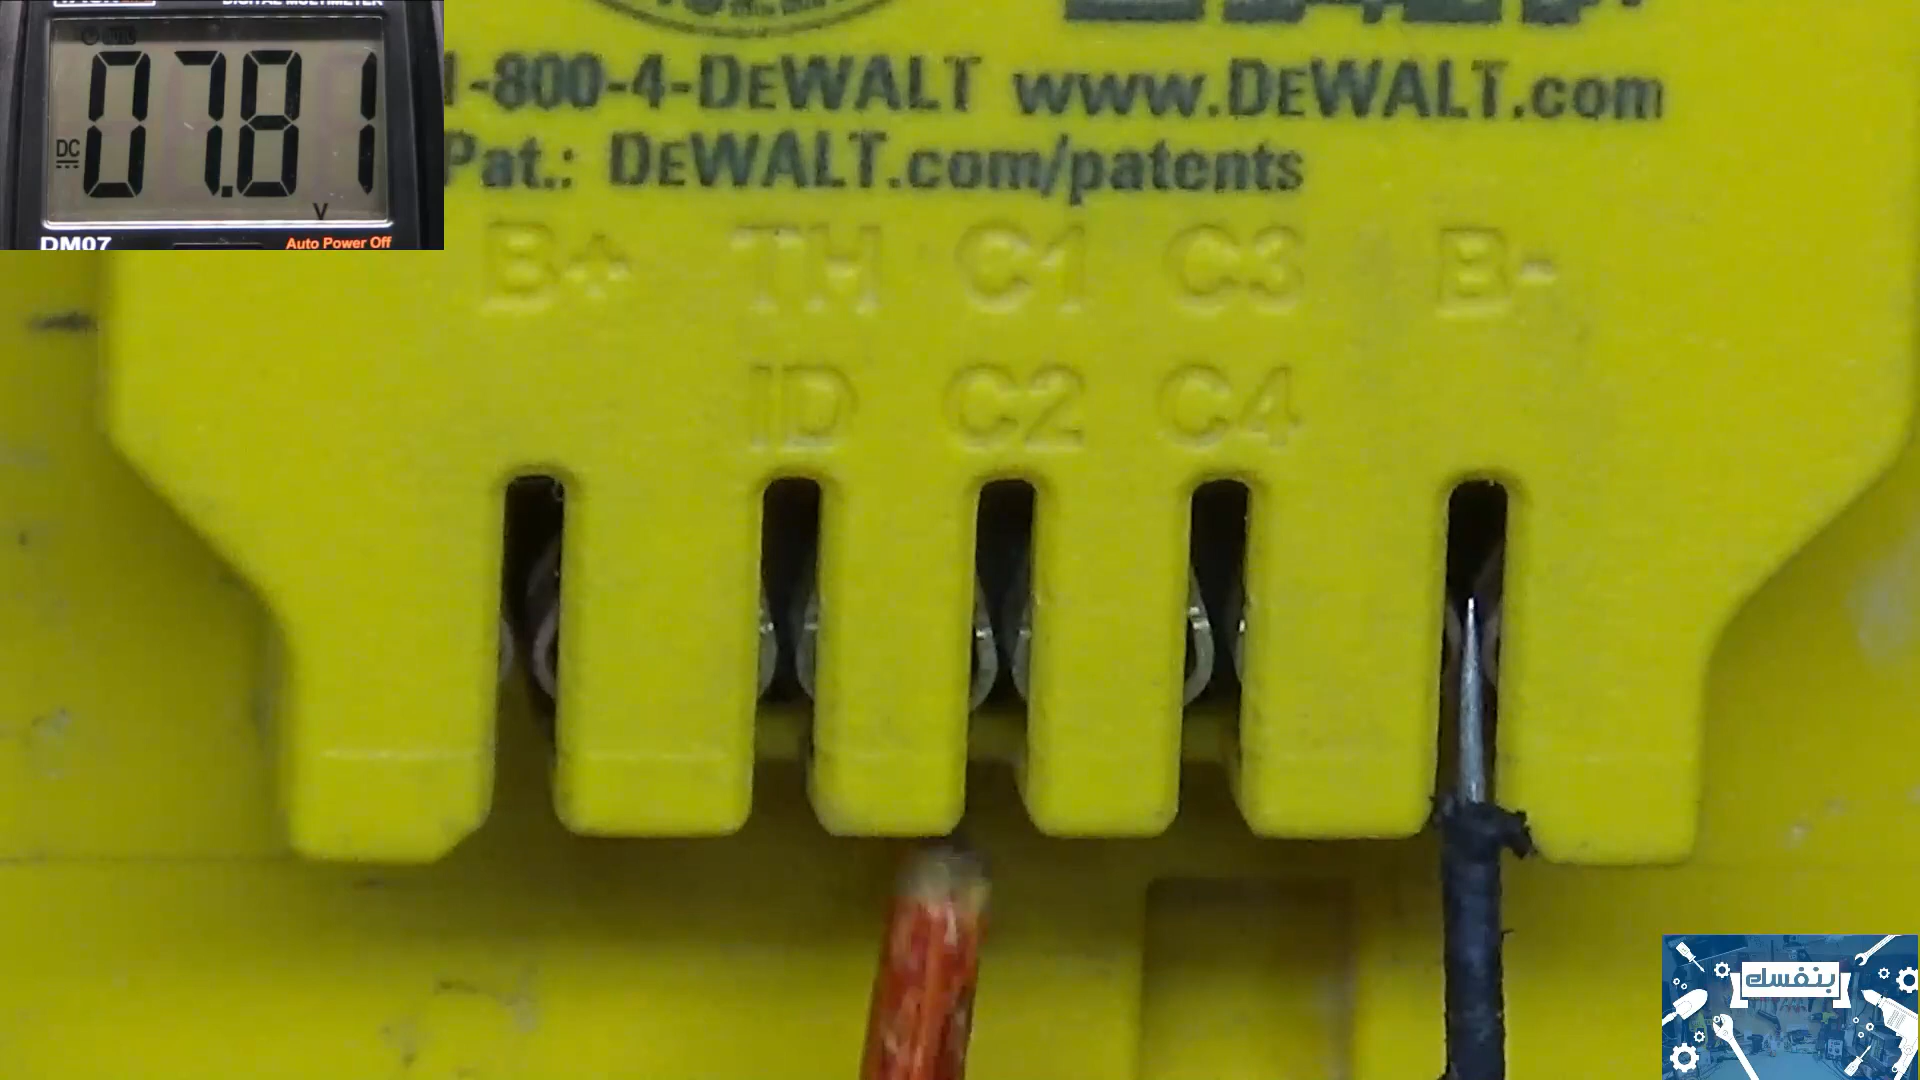 DIGITAL MULTIMETER
07.81
DC
V
DM07
Auto Power Off
1-800-4-DEWALT www.DEWALT.com
Pat.: DEWALT.com/patents
B+ TH C1 C3 B-
ID C2 C4
بنفسك